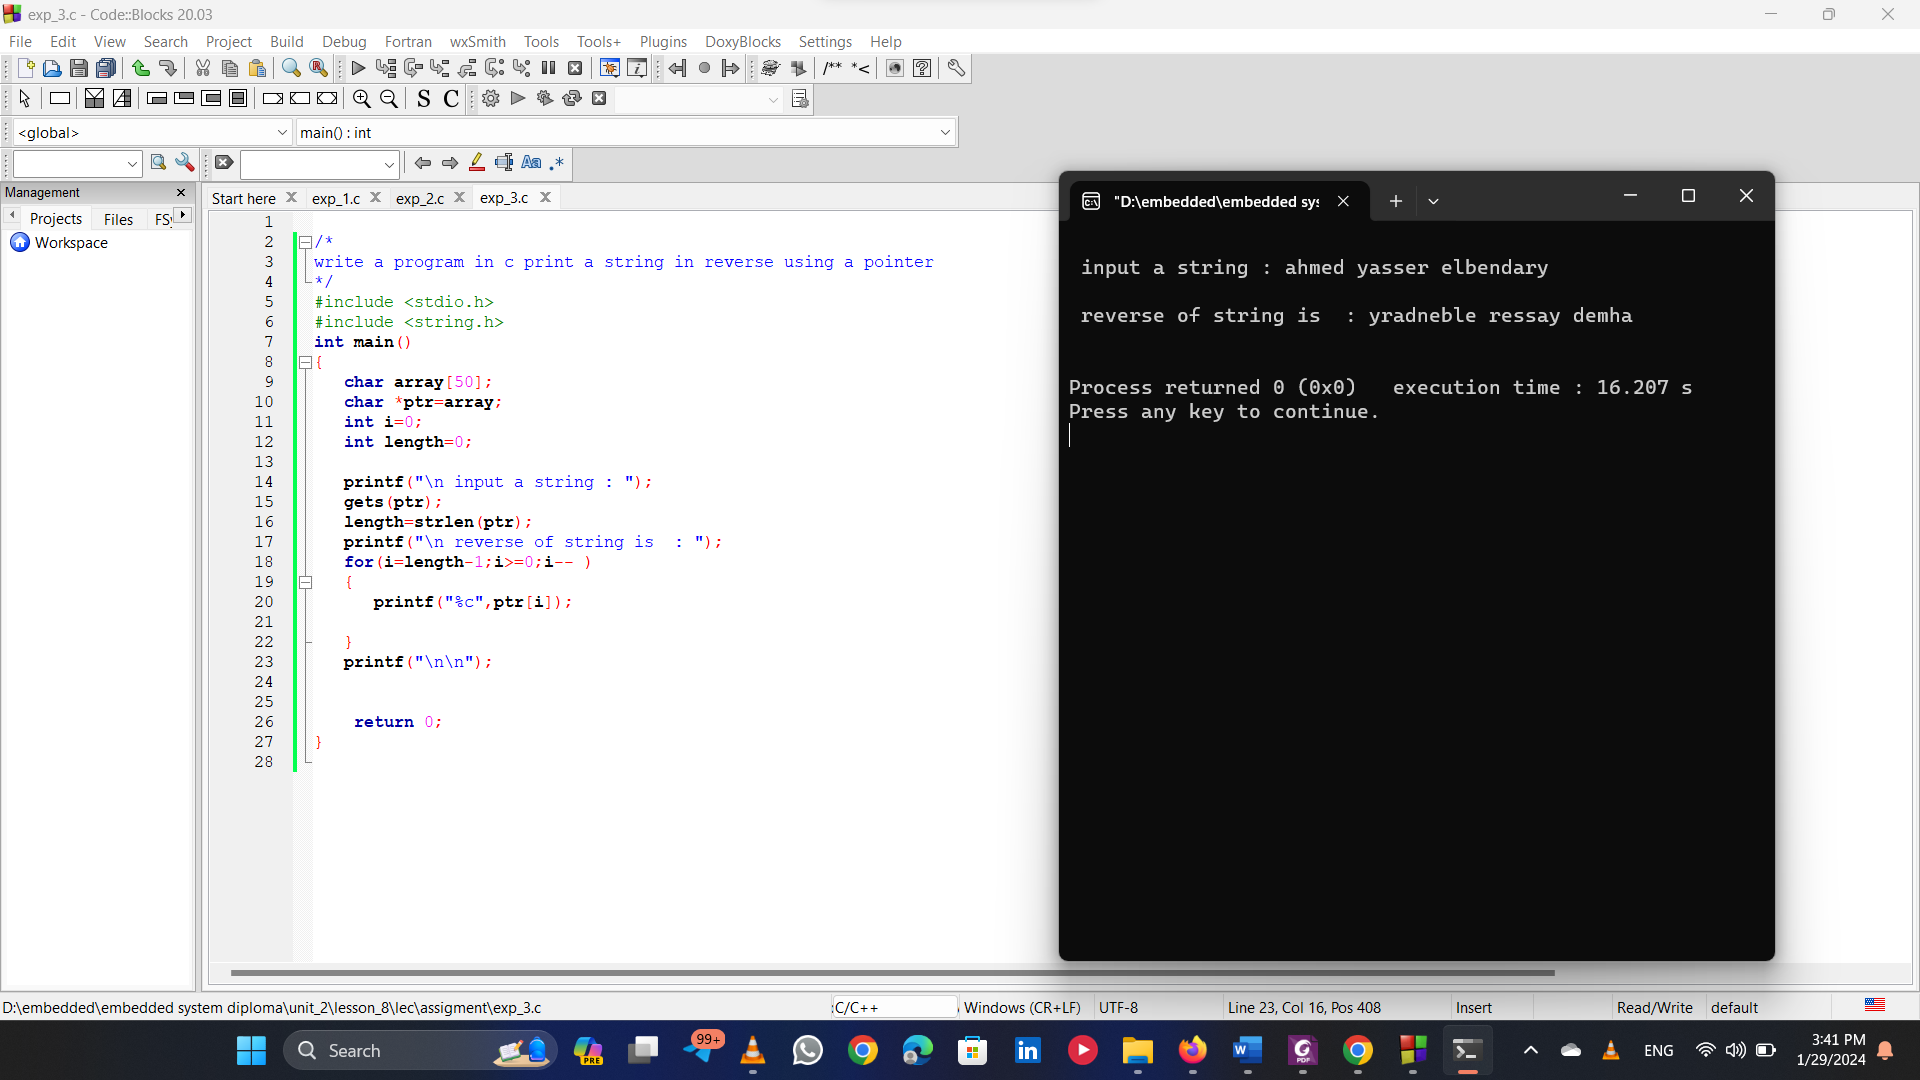 exp_3.c - Code::Blocks 20.03
File Edit View Search Project Build Debug Fortran wxSmith Tools Tools+ Plugins DoxyBlocks Settings Help
/** *<
S C
<global> main() : int
Aa .*
Management
Projects Files FSy
Workspace
Start here exp_1.c exp_2.c exp_3.c
1
2 /*
3 write a program in c print a string in reverse using a pointer
4 */
5 #include <stdio.h>
6 #include <string.h>
7 int main()
8 {
9 char array[50];
10 char *ptr=array;
11 int i=0;
12 int length=0;
13
14 printf("\n input a string : ");
15 gets(ptr);
16 length=strlen(ptr);
17 printf("\n reverse of string is  : ");
18 for(i=length-1;i>=0;i-- )
19 {
20 printf("%c",ptr[i]);
21
22 }
23 printf("\n\n");
24
25
26 return 0;
27 }
28
"D:\embedded\embedded sys
input a string : ahmed yasser elbendary
reverse of string is  : yradneble ressay demha
Process returned 0 (0x0)   execution time : 16.207 s
Press any key to continue.
D:\embedded\embedded system diploma\unit_2\lesson_8\lec\assigment\exp_3.c C/C++ Windows (CR+LF) UTF-8 Line 23, Col 16, Pos 408 Insert Read/Write default
Search PRE 99+ ENG 3:41 PM
1/29/2024